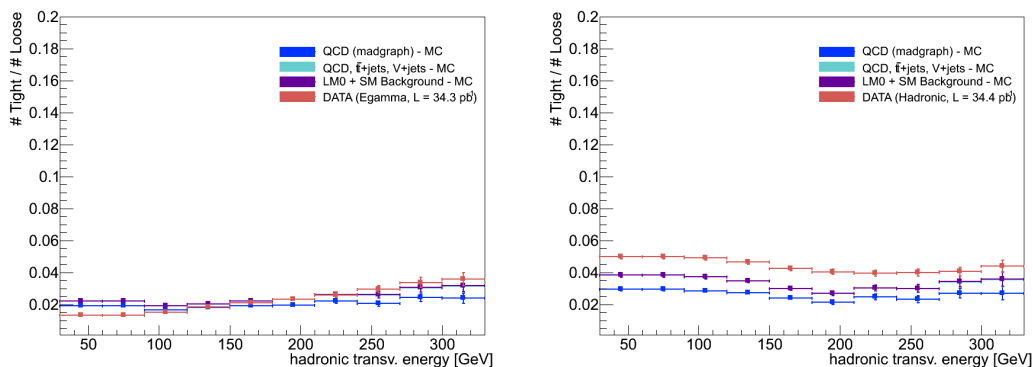 # Tight / # Loose
0.2
0.18
0.16
0.14
0.12
0.1
0.08
0.06
0.04
0.02
QCD (madgraph) - MC
QCD, tt̄+jets, V+jets - MC
LM0 + SM Background - MC
DATA (Egamma, L = 34.3 pb¹)
50 100 150 200 250 300
hadronic transv. energy [GeV]
# Tight / # Loose
0.2
0.18
0.16
0.14
0.12
0.1
0.08
0.06
0.04
0.02
QCD (madgraph) - MC
QCD, tt̄+jets, V+jets - MC
LM0 + SM Background - MC
DATA (Hadronic, L = 34.4 pb¹)
50 100 150 200 250 300
hadronic transv. energy [GeV]